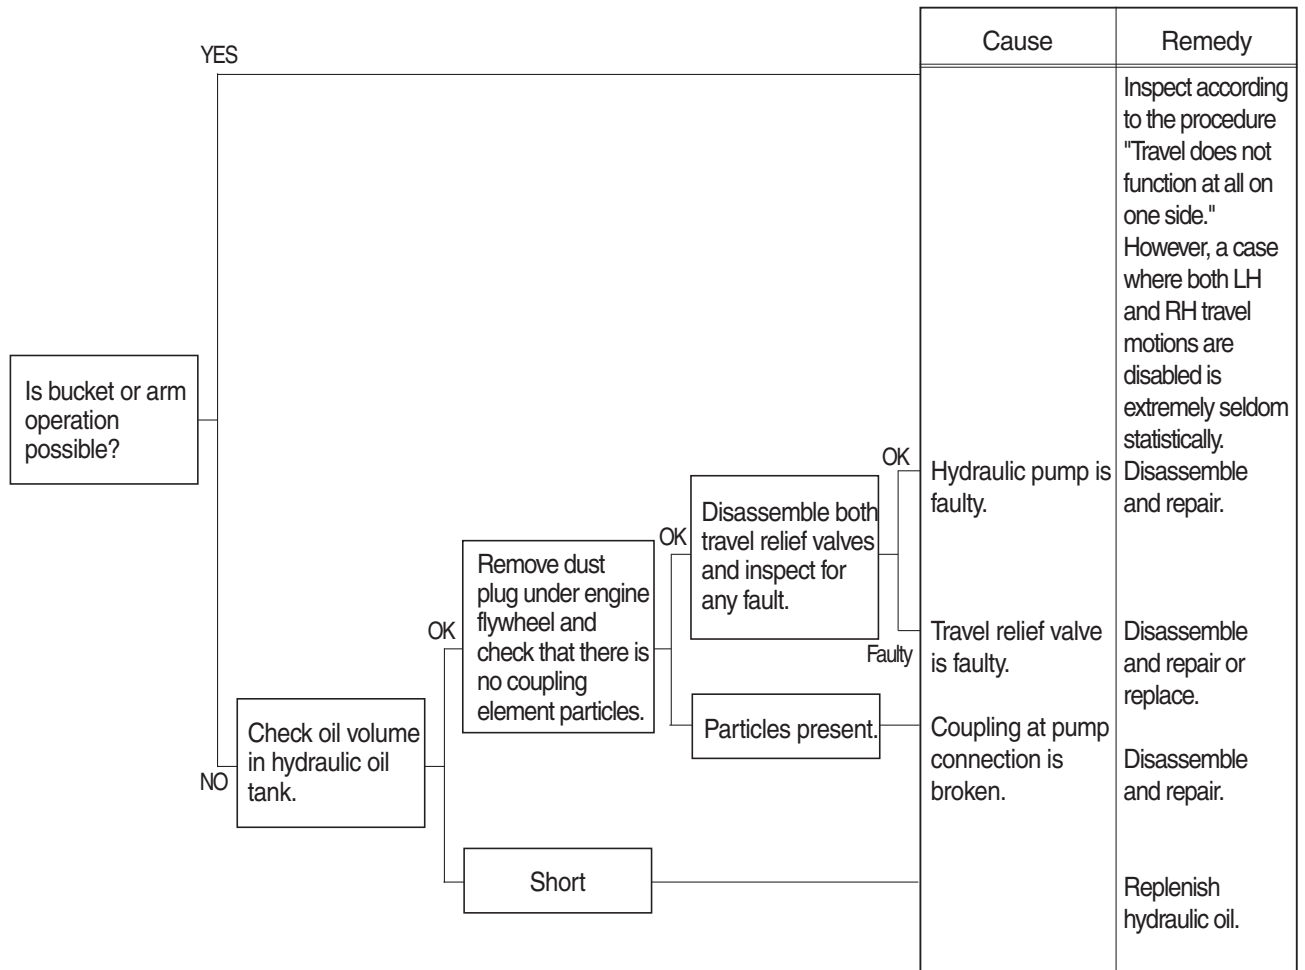 Cause
Remedy
YES
Inspect according
to the procedure
"Travel does not
function at all on
one side."
However, a case
where both LH
and RH travel
motions are
disabled is
extremely seldom
statistically.
Is bucket or arm
operation
possible?
NO
Check oil volume
in hydraulic oil
tank.
OK
Remove dust
plug under engine
flywheel and
check that there is
no coupling
element particles.
OK
Disassemble both
travel relief valves
and inspect for
any fault.
OK
Hydraulic pump is
faulty.
Disassemble
and repair.
Faulty
Travel relief valve
is faulty.
Disassemble
and repair or
replace.
Particles present.
Coupling at pump
connection is
broken.
Disassemble
and repair.
Short
Replenish
hydraulic oil.